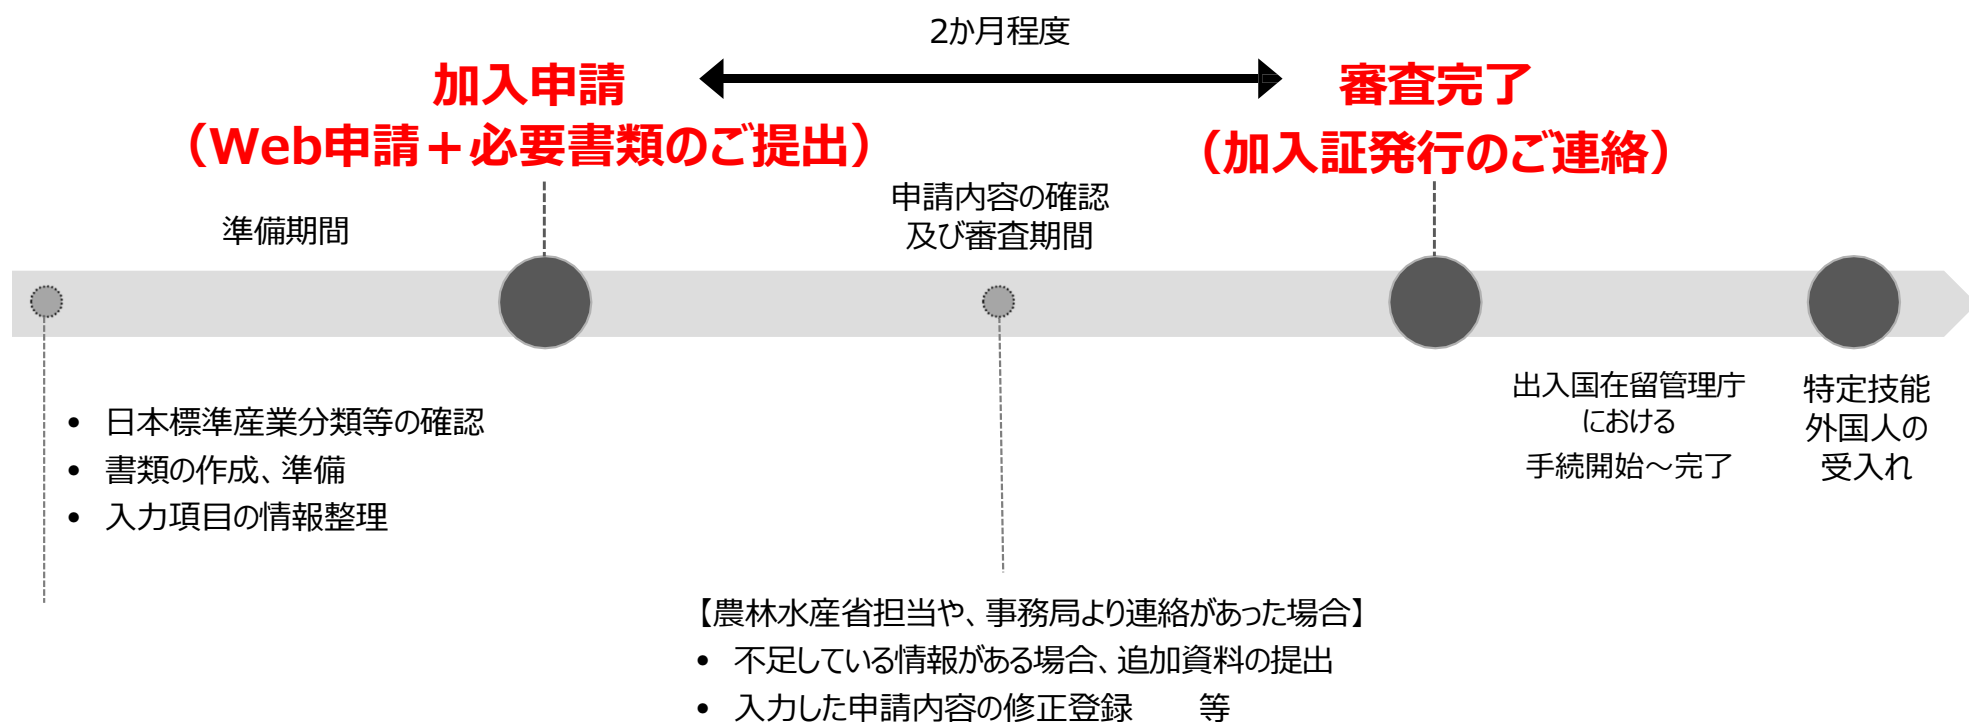 2か月程度
加入申請
（Web申請＋必要書類のご提出）
審査完了
（加入証発行のご連絡）
準備期間
申請内容の確認
及び審査期間
• 日本標準産業分類等の確認
• 書類の作成、準備
• 入力項目の情報整理
出入国在留管理庁
における
手続開始～完了
特定技能
外国人の
受入れ
【農林水産省担当や、事務局より連絡があった場合】
• 不足している情報がある場合、追加資料の提出
• 入力した申請内容の修正登録　　等